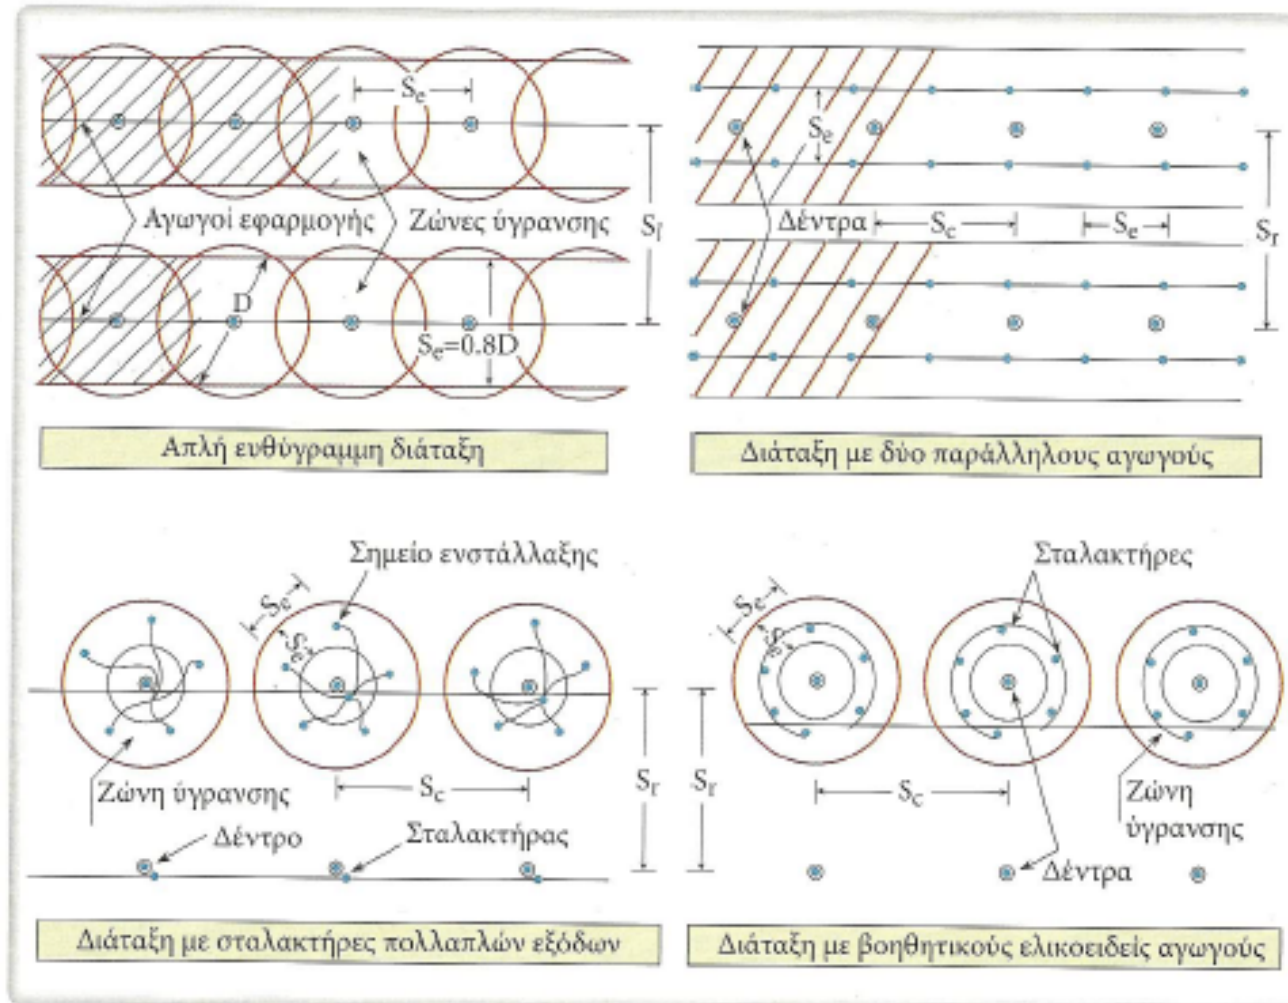 Sₑ
Sₑ
Αγωγοί εφαρμογής
Ζώνες ύγρανσης
Sₗ
Δέντρα
S꜀
Sₑ
Sᵣ
D
Sₑ=0.8D
Απλή ευθύγραμμη διάταξη
Διάταξη με δύο παράλληλους αγωγούς
Σημείο ενστάλλαξης
Σταλακτήρες
Sₑ
Sₑ
Sₑ
Sₑ
Ζώνη ύγρανσης
S꜀
Sᵣ
Sᵣ
S꜀
Ζώνη
ύγρανσης
Δέντρο
Σταλακτήρας
Δέντρα
Διάταξη με σταλακτήρες πολλαπλών εξόδων
Διάταξη με βοηθητικούς ελικοειδείς αγωγούς